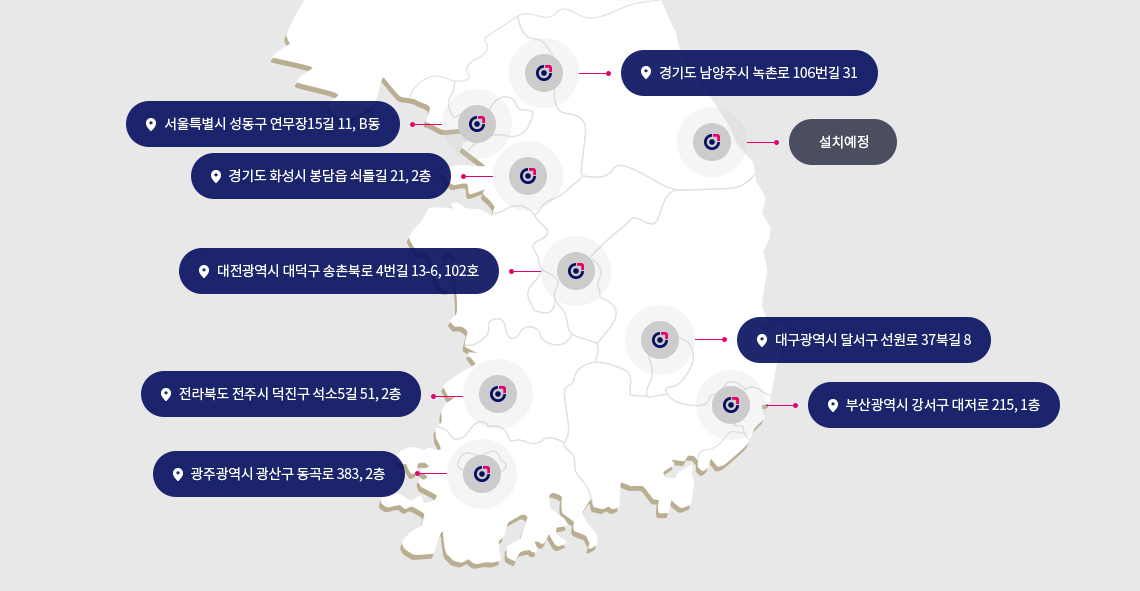 경기도 남양주시 녹촌로 106번길 31
서울특별시 성동구 연무장15길 11, B동
설치예정
경기도 화성시 봉담읍 쇠틀길 21, 2층
대전광역시 대덕구 송촌북로 4번길 13-6, 102호
대구광역시 달서구 선원로 37북길 8
전라북도 전주시 덕진구 석소5길 51, 2층
부산광역시 강서구 대저로 215, 1층
광주광역시 광산구 동곡로 383, 2층